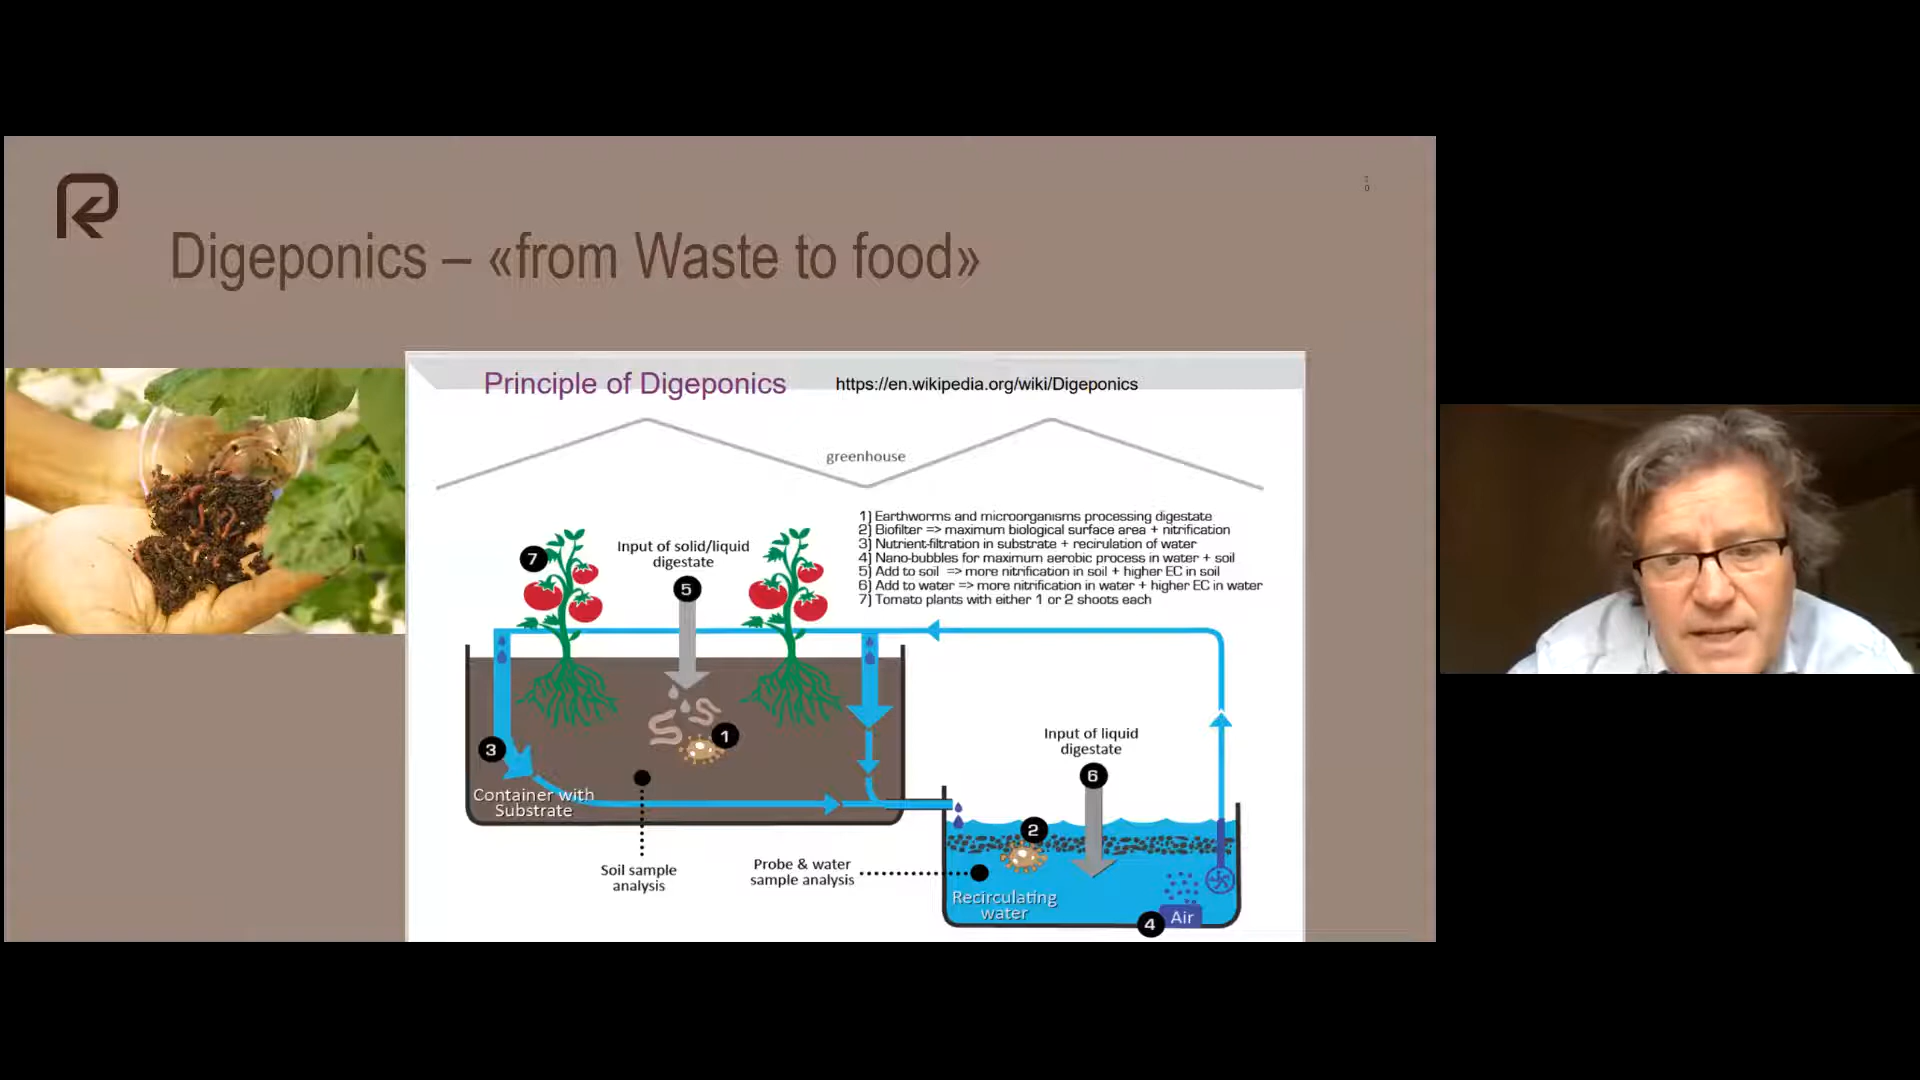 1
0
Digeponics – «from Waste to food»
Principle of Digeponics
https://en.wikipedia.org/wiki/Digeponics
greenhouse
1) Earthworms and microorganisms processing digestate
2) Biofilter => maximum biological surface area + nitrification
3) Nutrient-filtration in substrate + recirulation of water
4) Nano-bubbles for maximum aerobic process in water + soil
5) Add to soil => more nitrification in soil + higher EC in soil
6) Add to water => more nitrification in water + higher EC in water
7) Tomato plants with either 1 or 2 shoots each
7
Input of solid/liquid
digestate
5
1
3
Container with
Substrate
Input of liquid
digestate
6
2
Soil sample
analysis
Probe & water
sample analysis
Recirculating
water
4
Air